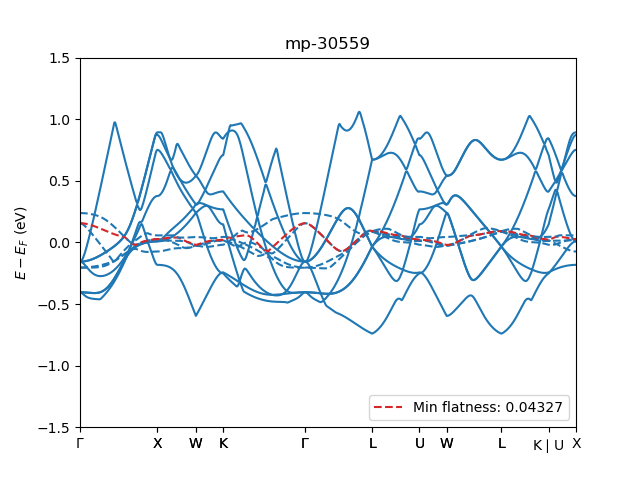 mp-30559
E − E_F (eV)
1.5
1.0
0.5
0.0
−0.5
−1.0
−1.5
Min flatness: 0.04327
Γ X W K Γ L U W L K | U X